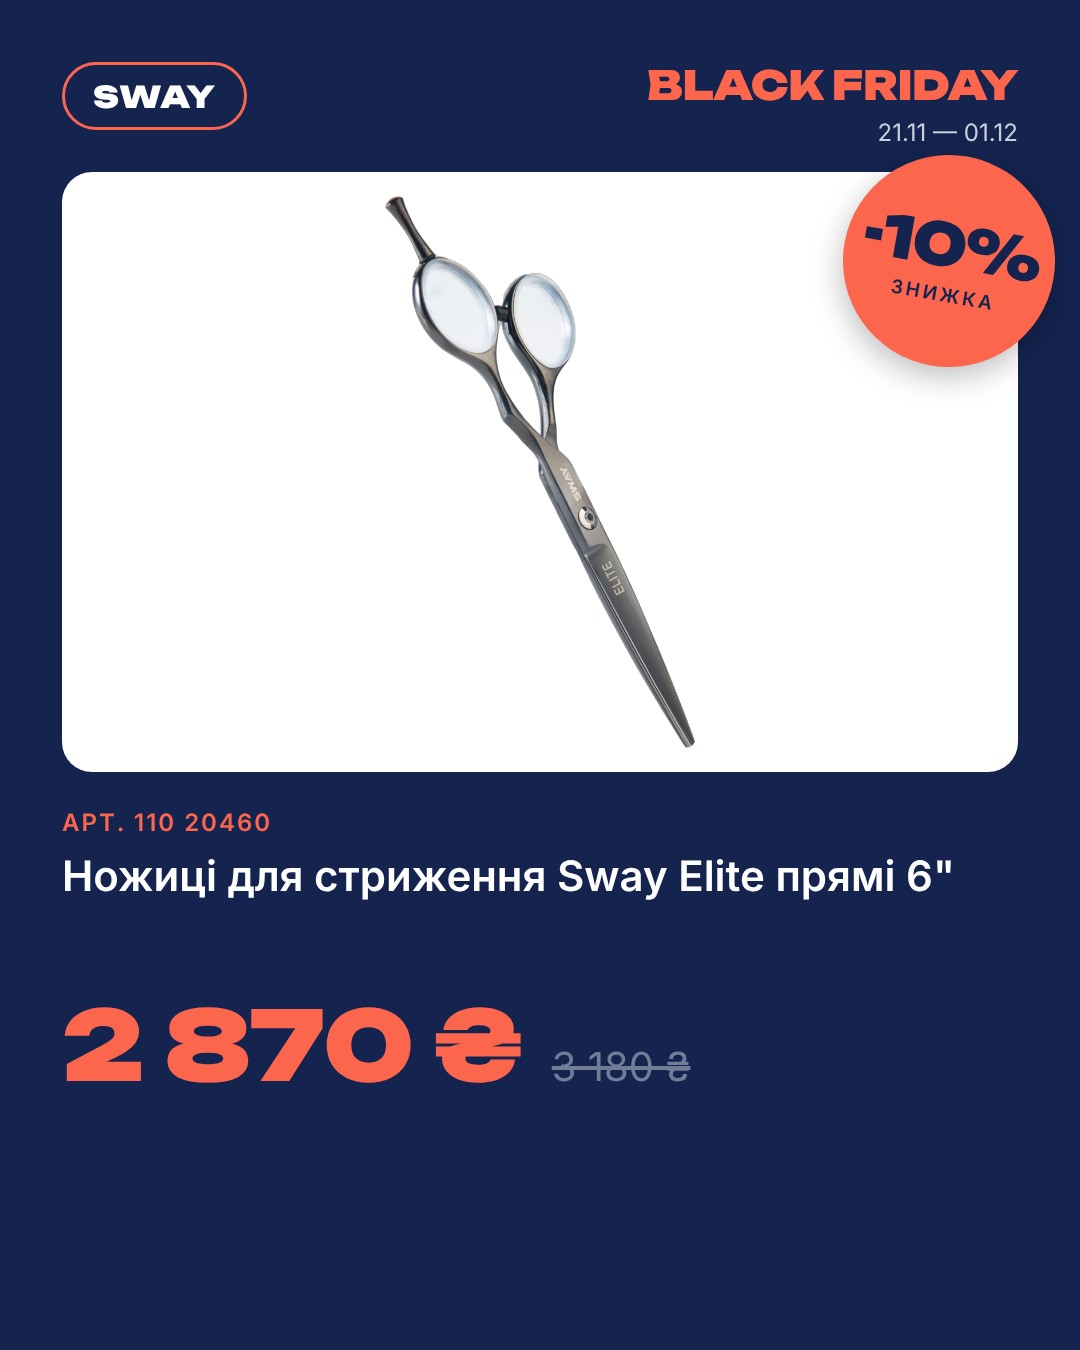 SWAY
BLACK FRIDAY
21.11 — 01.12
-10%
ЗНИЖКА
SWAY
ELITE
АРТ. 110 20460
Ножиці для стриження Sway Elite прямі 6"
2 870 ₴
3 180 ₴